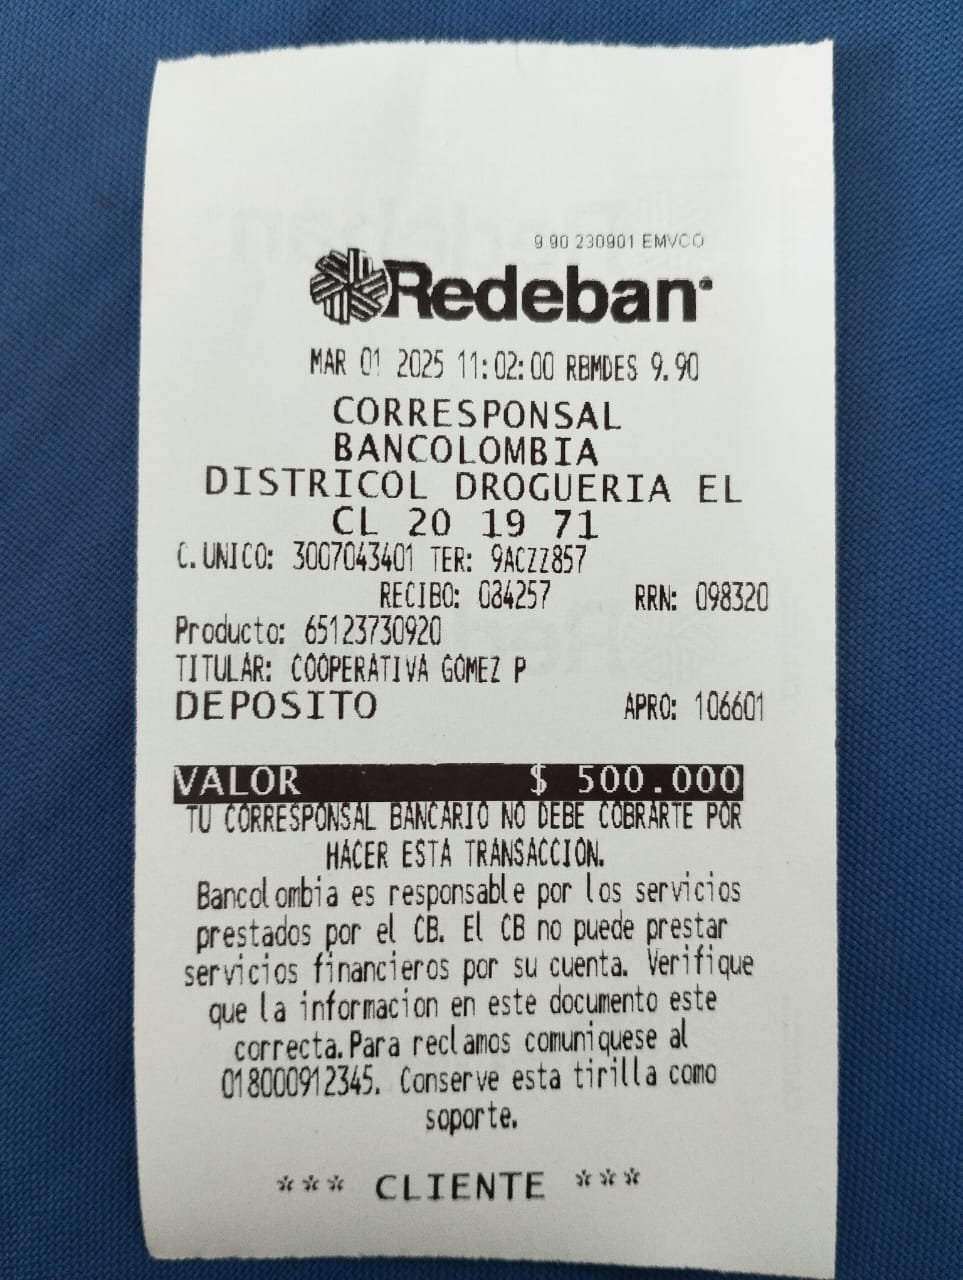 9 90 230901 EMVCO
Redeban
MAR 01 2025 11:02:00 RBMDES 9.90
CORRESPONSAL
BANCOLOMBIA
DISTRICOL DROGUERIA EL
CL 20 19 71
C. UNICO: 3007043401 TER: 9ACZZ857
RECIBO: 084257 RRN: 098320
Producto: 65123730920
TITULAR: COOPERATIVA GOMEZ P
DEPOSITO APRO: 106601
VALOR $ 500.000
TU CORRESPONSAL BANCARIO NO DEBE COBRARTE POR
HACER ESTA TRANSACCION.
Bancolombia es responsable por los servicios
prestados por el CB. El CB no puede prestar
servicios financieros por su cuenta. Verifique
que la informacion en este documento este
correcta. Para reclamos comuniquese al
018000912345. Conserve esta tirilla como
soporte.
*** CLIENTE ***